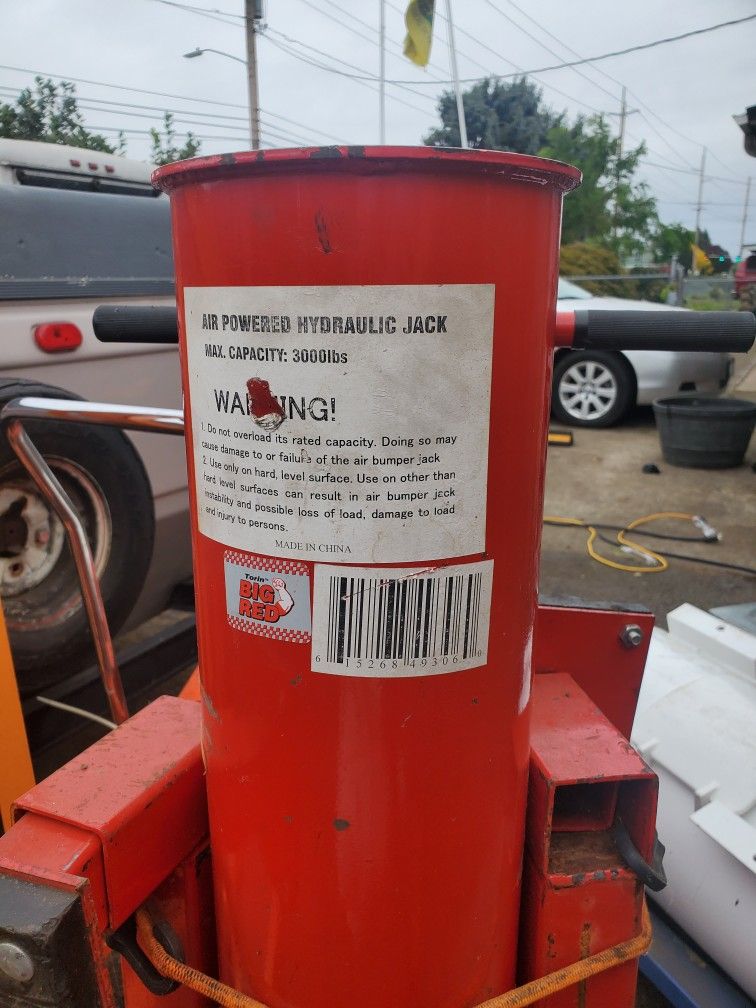 AIR POWERED HYDRAULIC JACK
MAX. CAPACITY: 3000lbs
WARNING!
1. Do not overload its rated capacity. Doing so may
cause damage to or failure of the air bumper jack
2. Use only on hard, level surface. Use on other than
hard level surfaces can result in air bumper jack
instability and possible loss of load, damage to load
and injury to persons.
MADE IN CHINA
Torin™
BIG
RED
6 15268 49306 0